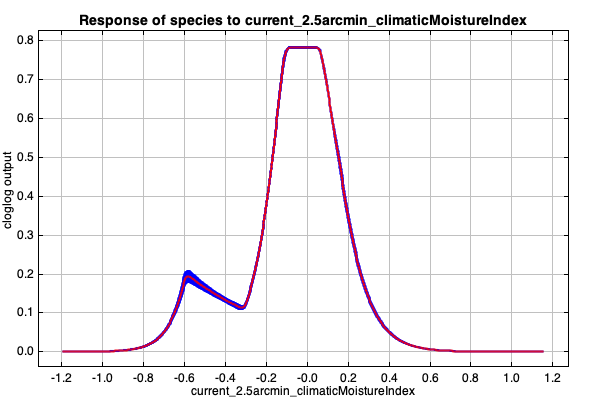 Response of species to current_2.5arcmin_climaticMoistureIndex
0.8
0.7
0.6
0.5
0.4
0.3
0.2
0.1
0.0
cloglog output
-1.2 -1.0 -0.8 -0.6 -0.4 -0.2 -0.0 0.2 0.4 0.6 0.8 1.0 1.2
current_2.5arcmin_climaticMoistureIndex